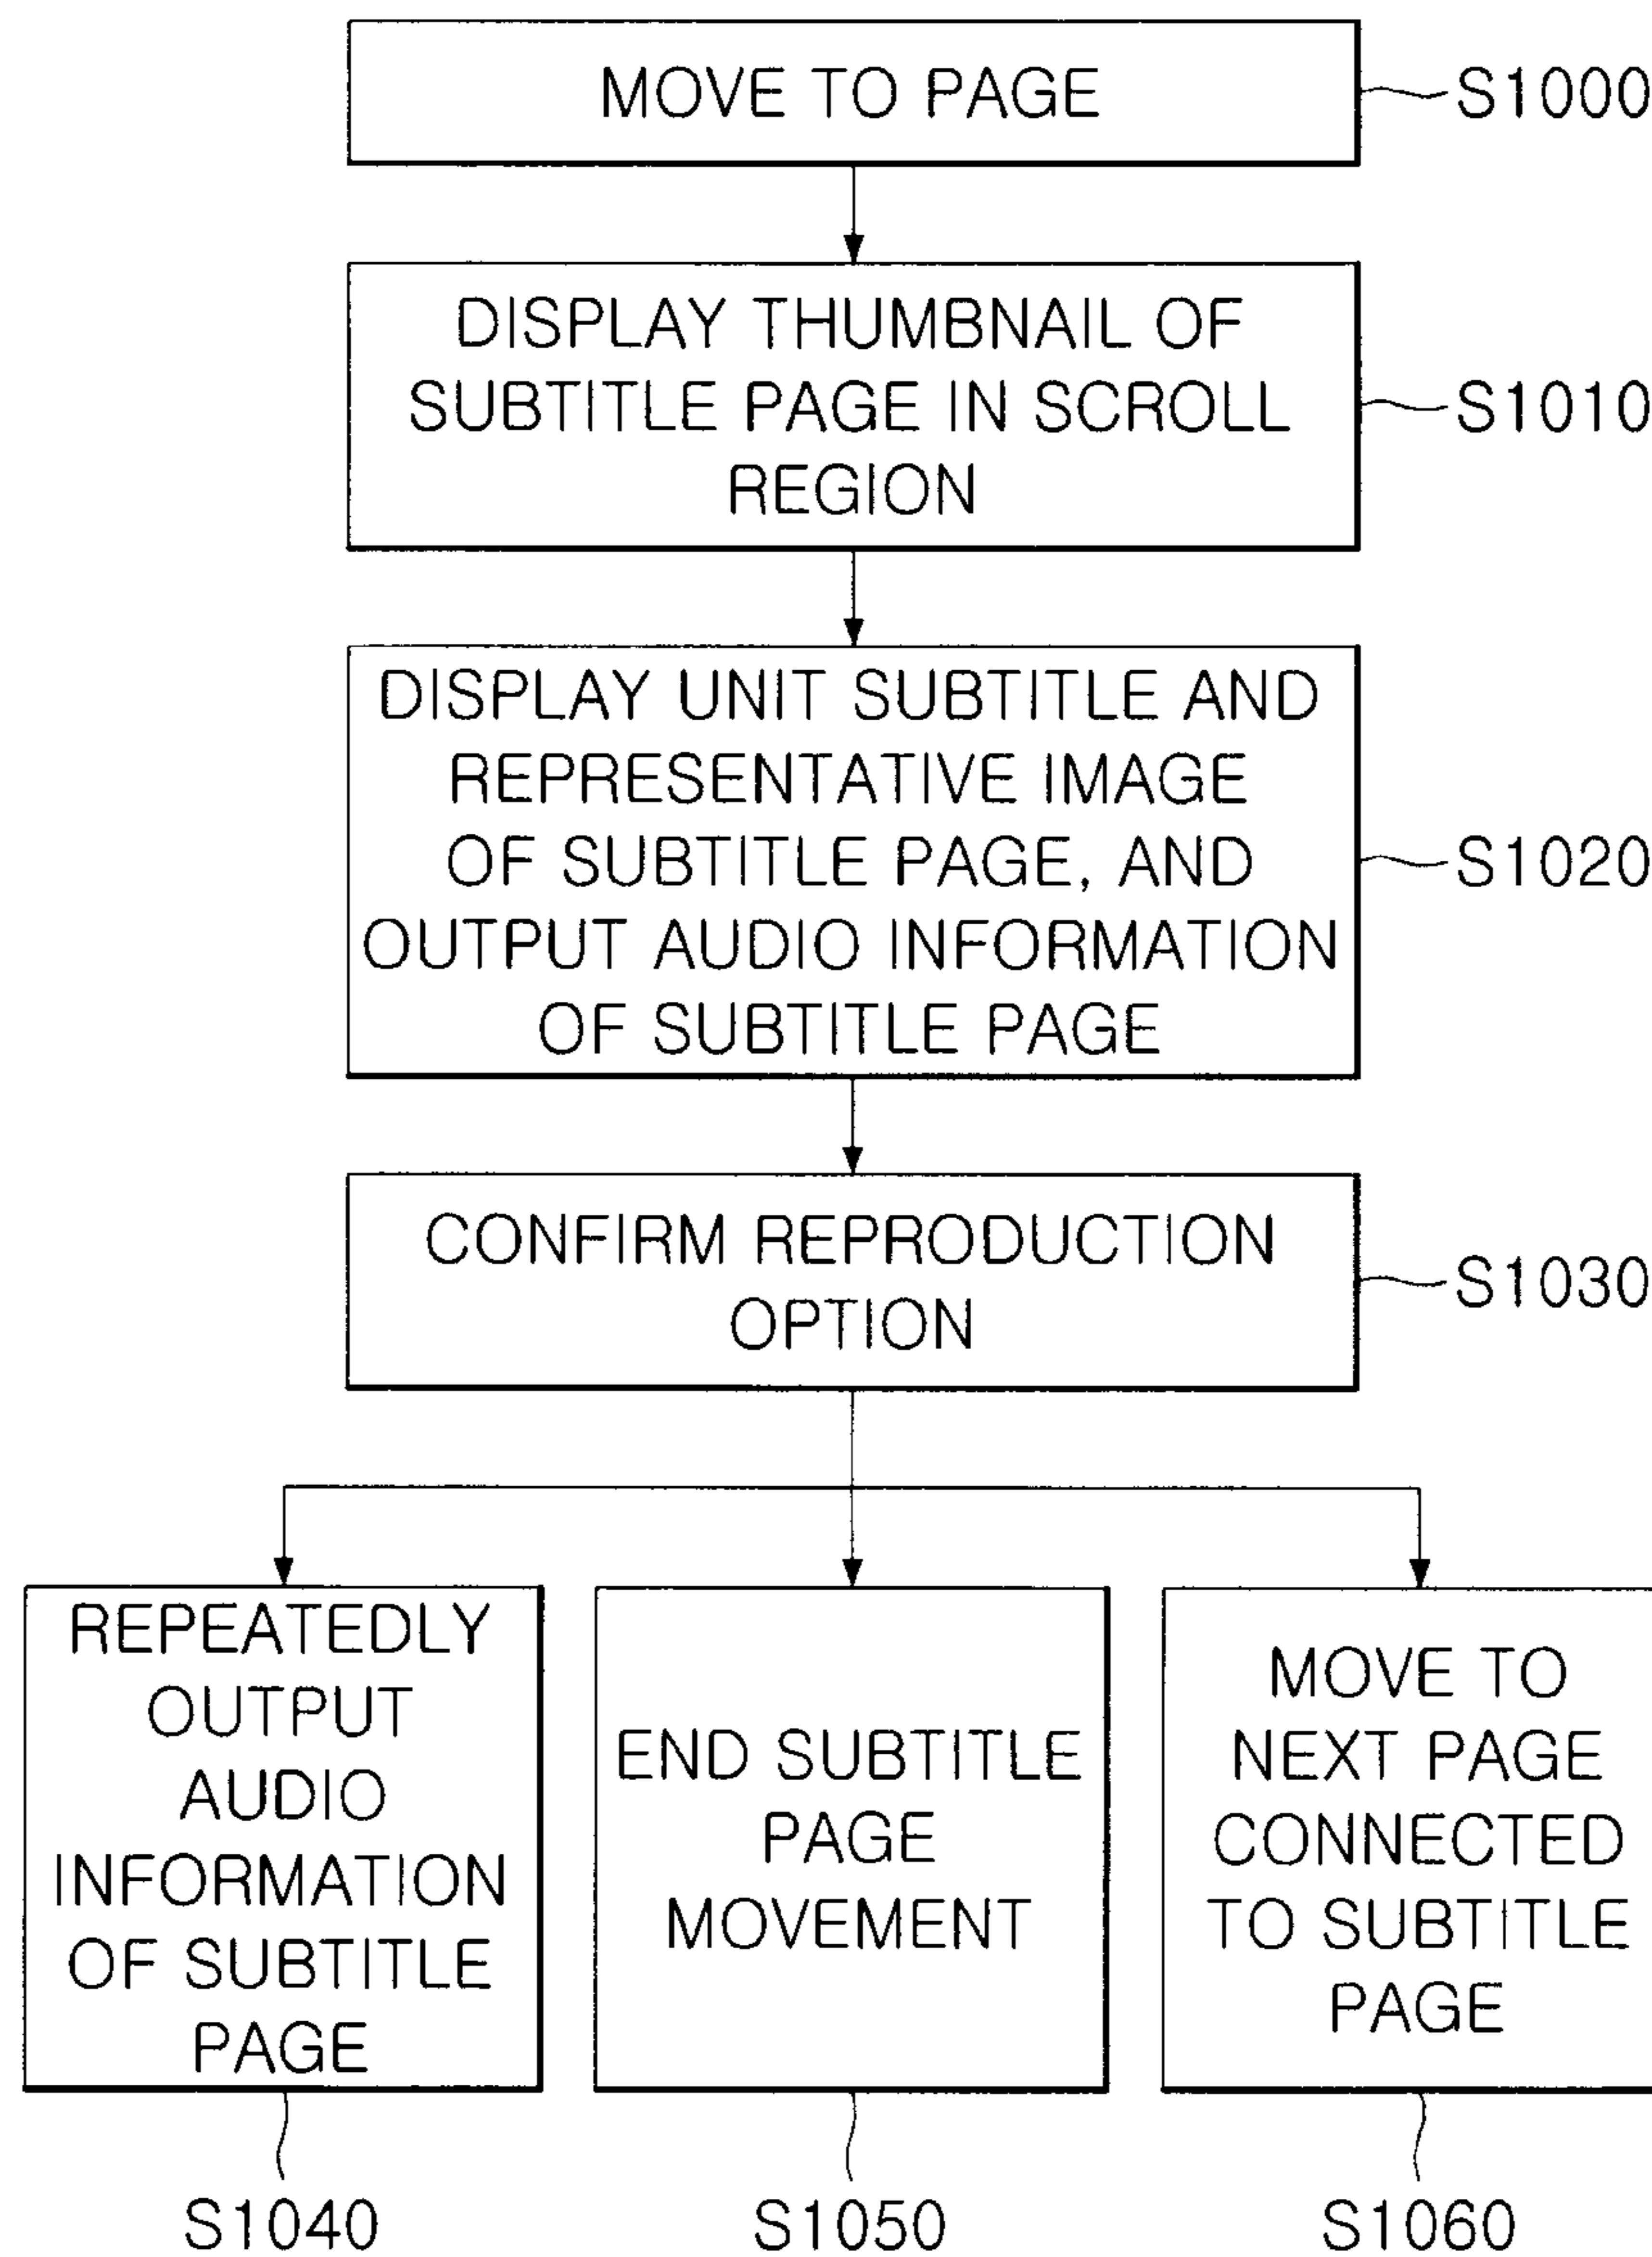 MOVE TO PAGE
S1000
DISPLAY THUMBNAIL OF
SUBTITLE PAGE IN SCROLL
REGION
S1010
DISPLAY UNIT SUBTITLE AND
REPRESENTATIVE IMAGE
OF SUBTITLE PAGE, AND
OUTPUT AUDIO INFORMATION
OF SUBTITLE PAGE
S1020
CONFIRM REPRODUCTION
OPTION
S1030
REPEATEDLY
OUTPUT
AUDIO
INFORMATION
OF SUBTITLE
PAGE
S1040
END SUBTITLE
PAGE
MOVEMENT
S1050
MOVE TO
NEXT PAGE
CONNECTED
TO SUBTITLE
PAGE
S1060